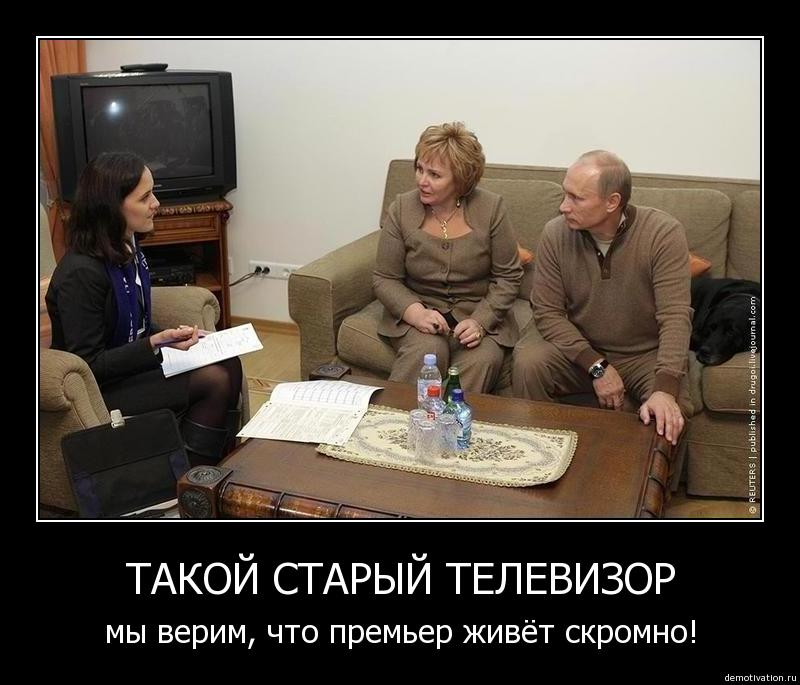 © REUTERS | published in drugoi.livejournal.com
ТАКОЙ СТАРЫЙ ТЕЛЕВИЗОР
мы верим, что премьер живёт скромно!
demotivation.ru